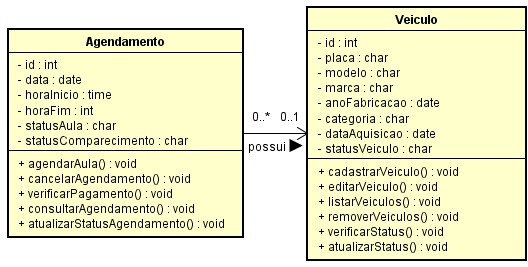 Agendamento
- id : int
- data : date
- horaInicio : time
- horaFim : int
- statusAula : char
- statusComparecimento : char
+ agendarAula() : void
+ cancelarAgendamento() : void
+ verificarPagamento() : void
+ consultarAgendamento() : void
+ atualizarStatusAgendamento() : void
0..* 0..1
possui
Veiculo
- id : int
- placa : char
- modelo : char
- marca : char
- anoFabricacao : date
- categoria : char
- dataAquisicao : date
- statusVeiculo : char
+ cadastrarVeiculo() : void
+ editarVeiculo() : void
+ listarVeiculos() : void
+ removerVeiculos() : void
+ verificarStatus() : void
+ atualizarStatus() : void